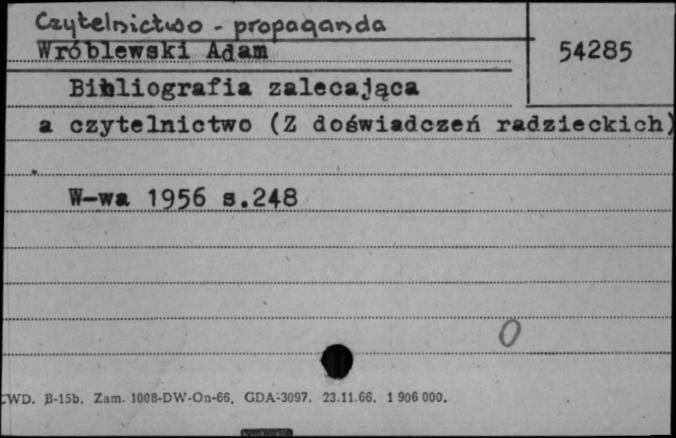 Czytelnictwo - propaganda
Wróblewski Adam
54285
Bibliografia zalecająca
a czytelnictwo (Z doświadczeń radzieckich)
W-wa 1956 s.248
0
CWD. B-15b. Zam. 1008-DW-On-66. GDA-3097. 23.11.66. 1 906 000.